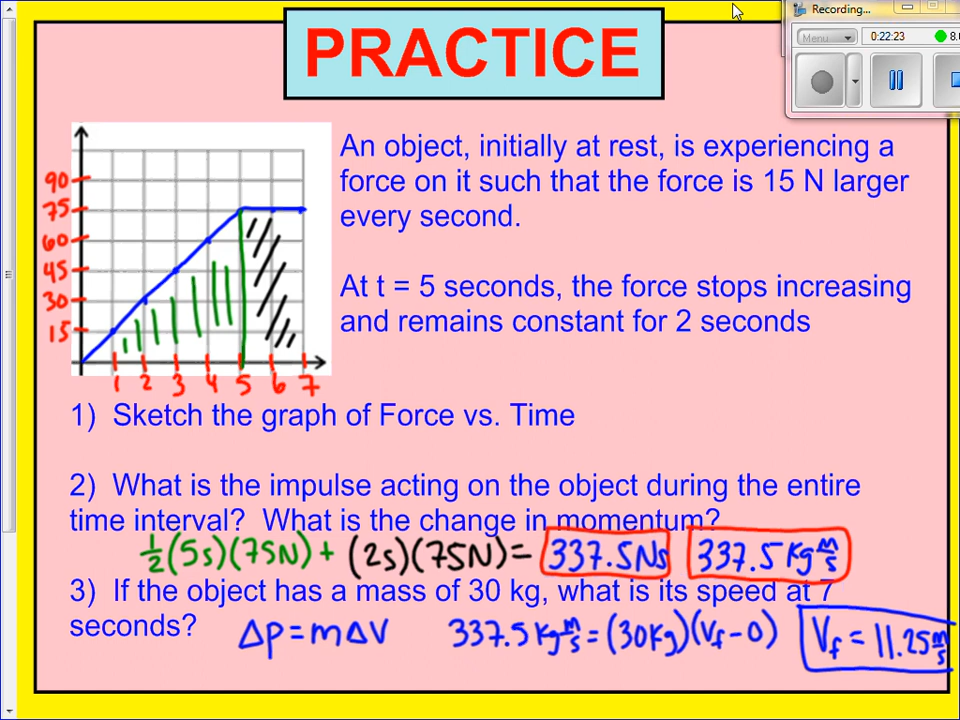 PRACTICE
Recording...
Menu
0:22:23
8.
An object, initially at rest, is experiencing a
force on it such that the force is 15 N larger
every second.
At t = 5 seconds, the force stops increasing
and remains constant for 2 seconds
90
75
60
45
30
15
1 2 3 4 5 6 7
1) Sketch the graph of Force vs. Time
2) What is the impulse acting on the object during the entire
time interval? What is the change in momentum?
½(5s)(75N) + (2s)(75N) = 337.5Ns 337.5 kg m/s
3) If the object has a mass of 30 kg, what is its speed at 7
seconds?
Δp = mΔV 337.5 kg m/s = (30kg)(Vf - 0) Vf = 11.25 m/s